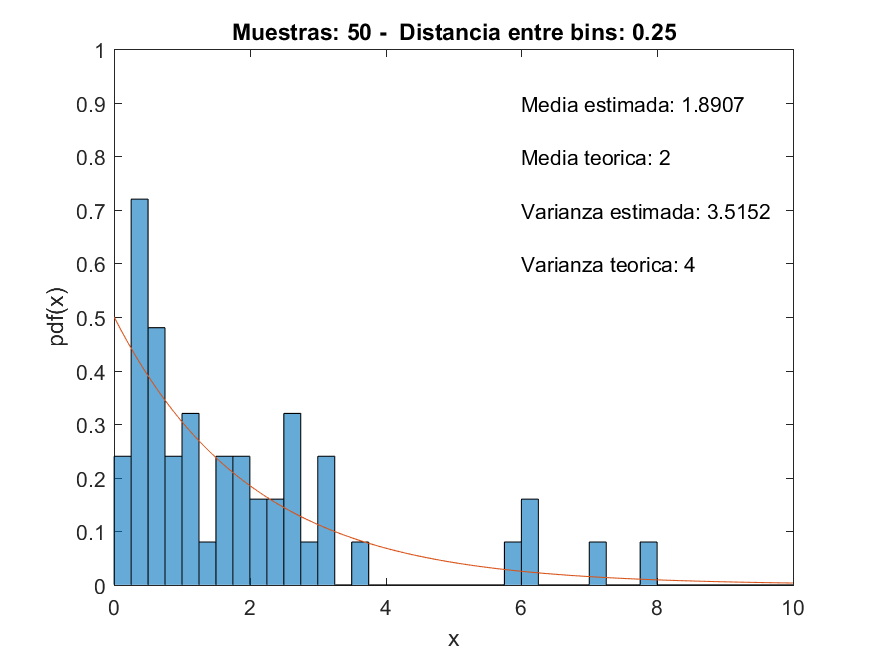 Muestras: 50 - Distancia entre bins: 0.25
1
0.9
0.8
0.7
0.6
0.5
0.4
0.3
0.2
0.1
0
pdf(x)
Media estimada: 1.8907
Media teorica: 2
Varianza estimada: 3.5152
Varianza teorica: 4
0 2 4 6 8 10
x